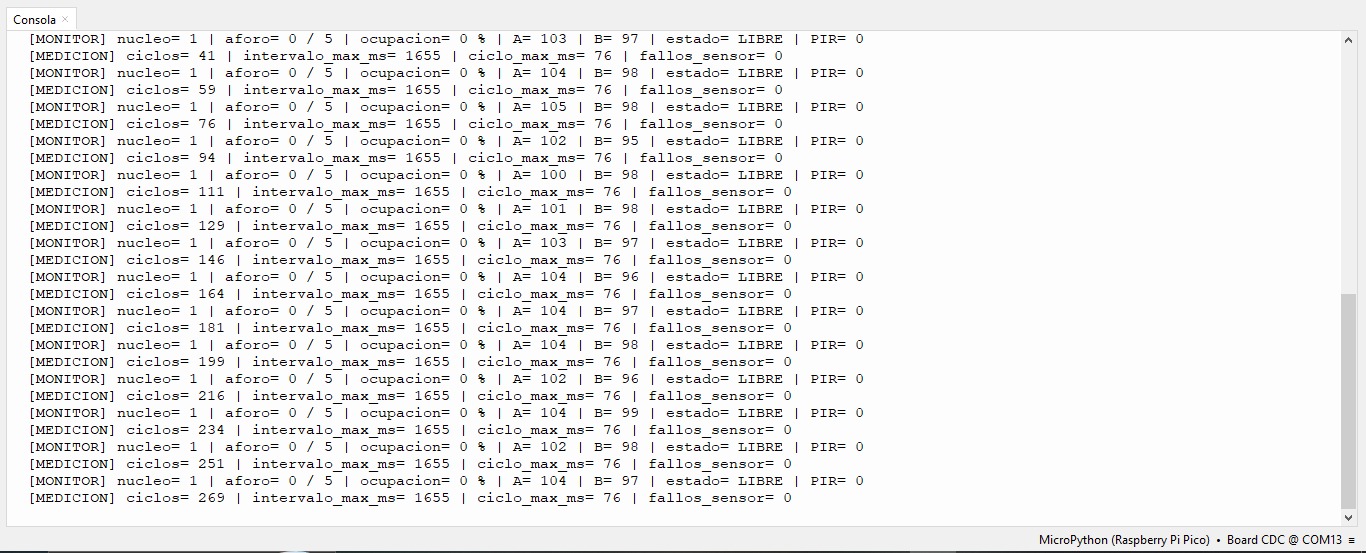 Consola ×
[MONITOR] nucleo= 1 | aforo= 0 / 5 | ocupacion= 0 % | A= 103 | B= 97 | estado= LIBRE | PIR= 0
[MEDICION] ciclos= 41 | intervalo_max_ms= 1655 | ciclo_max_ms= 76 | fallos_sensor= 0
[MONITOR] nucleo= 1 | aforo= 0 / 5 | ocupacion= 0 % | A= 104 | B= 98 | estado= LIBRE | PIR= 0
[MEDICION] ciclos= 59 | intervalo_max_ms= 1655 | ciclo_max_ms= 76 | fallos_sensor= 0
[MONITOR] nucleo= 1 | aforo= 0 / 5 | ocupacion= 0 % | A= 105 | B= 98 | estado= LIBRE | PIR= 0
[MEDICION] ciclos= 76 | intervalo_max_ms= 1655 | ciclo_max_ms= 76 | fallos_sensor= 0
[MONITOR] nucleo= 1 | aforo= 0 / 5 | ocupacion= 0 % | A= 102 | B= 95 | estado= LIBRE | PIR= 0
[MEDICION] ciclos= 94 | intervalo_max_ms= 1655 | ciclo_max_ms= 76 | fallos_sensor= 0
[MONITOR] nucleo= 1 | aforo= 0 / 5 | ocupacion= 0 % | A= 100 | B= 98 | estado= LIBRE | PIR= 0
[MEDICION] ciclos= 111 | intervalo_max_ms= 1655 | ciclo_max_ms= 76 | fallos_sensor= 0
[MONITOR] nucleo= 1 | aforo= 0 / 5 | ocupacion= 0 % | A= 101 | B= 98 | estado= LIBRE | PIR= 0
[MEDICION] ciclos= 129 | intervalo_max_ms= 1655 | ciclo_max_ms= 76 | fallos_sensor= 0
[MONITOR] nucleo= 1 | aforo= 0 / 5 | ocupacion= 0 % | A= 103 | B= 97 | estado= LIBRE | PIR= 0
[MEDICION] ciclos= 146 | intervalo_max_ms= 1655 | ciclo_max_ms= 76 | fallos_sensor= 0
[MONITOR] nucleo= 1 | aforo= 0 / 5 | ocupacion= 0 % | A= 104 | B= 96 | estado= LIBRE | PIR= 0
[MEDICION] ciclos= 164 | intervalo_max_ms= 1655 | ciclo_max_ms= 76 | fallos_sensor= 0
[MONITOR] nucleo= 1 | aforo= 0 / 5 | ocupacion= 0 % | A= 104 | B= 97 | estado= LIBRE | PIR= 0
[MEDICION] ciclos= 181 | intervalo_max_ms= 1655 | ciclo_max_ms= 76 | fallos_sensor= 0
[MONITOR] nucleo= 1 | aforo= 0 / 5 | ocupacion= 0 % | A= 104 | B= 98 | estado= LIBRE | PIR= 0
[MEDICION] ciclos= 199 | intervalo_max_ms= 1655 | ciclo_max_ms= 76 | fallos_sensor= 0
[MONITOR] nucleo= 1 | aforo= 0 / 5 | ocupacion= 0 % | A= 102 | B= 96 | estado= LIBRE | PIR= 0
[MEDICION] ciclos= 216 | intervalo_max_ms= 1655 | ciclo_max_ms= 76 | fallos_sensor= 0
[MONITOR] nucleo= 1 | aforo= 0 / 5 | ocupacion= 0 % | A= 104 | B= 99 | estado= LIBRE | PIR= 0
[MEDICION] ciclos= 234 | intervalo_max_ms= 1655 | ciclo_max_ms= 76 | fallos_sensor= 0
[MONITOR] nucleo= 1 | aforo= 0 / 5 | ocupacion= 0 % | A= 102 | B= 98 | estado= LIBRE | PIR= 0
[MEDICION] ciclos= 251 | intervalo_max_ms= 1655 | ciclo_max_ms= 76 | fallos_sensor= 0
[MONITOR] nucleo= 1 | aforo= 0 / 5 | ocupacion= 0 % | A= 104 | B= 97 | estado= LIBRE | PIR= 0
[MEDICION] ciclos= 269 | intervalo_max_ms= 1655 | ciclo_max_ms= 76 | fallos_sensor= 0
MicroPython (Raspberry Pi Pico) • Board CDC @ COM13 ≡